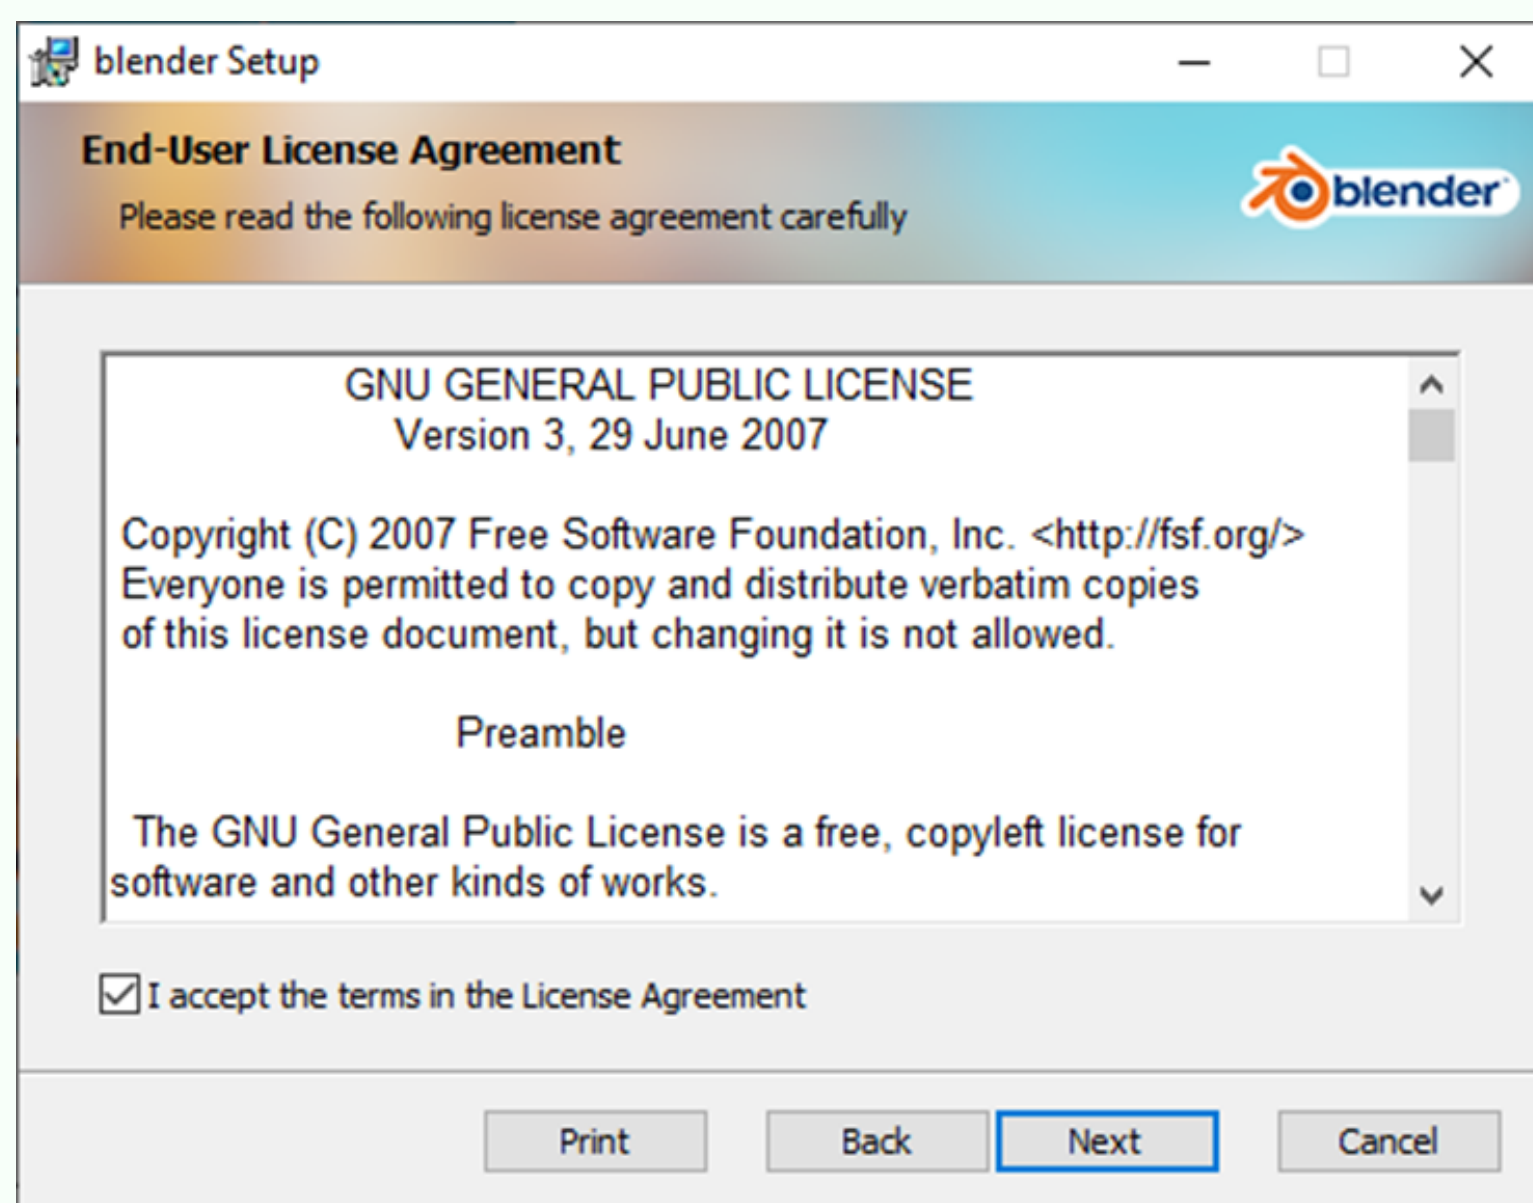 blender Setup
End-User License Agreement
Please read the following license agreement carefully
blender
GNU GENERAL PUBLIC LICENSE
Version 3, 29 June 2007
Copyright (C) 2007 Free Software Foundation, Inc. <http://fsf.org/>
Everyone is permitted to copy and distribute verbatim copies
of this license document, but changing it is not allowed.
Preamble
The GNU General Public License is a free, copyleft license for
software and other kinds of works.
I accept the terms in the License Agreement
Print Back Next Cancel